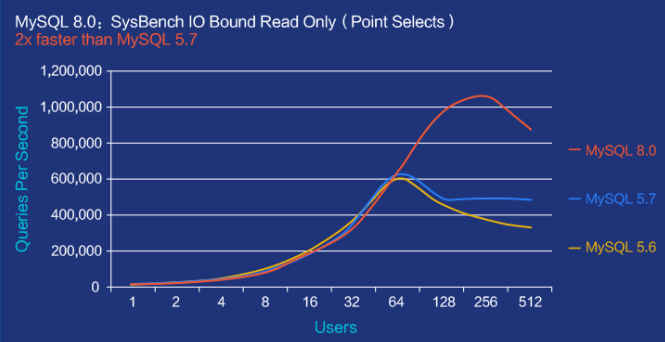 MySQL 8.0：SysBench IO Bound Read Only（Point Selects）
2x faster than MySQL 5.7
Queries Per Second
1,200,000
1,000,000
800,000
600,000
400,000
200,000
0
1 2 4 8 16 32 64 128 256 512
Users
MySQL 8.0
MySQL 5.7
MySQL 5.6